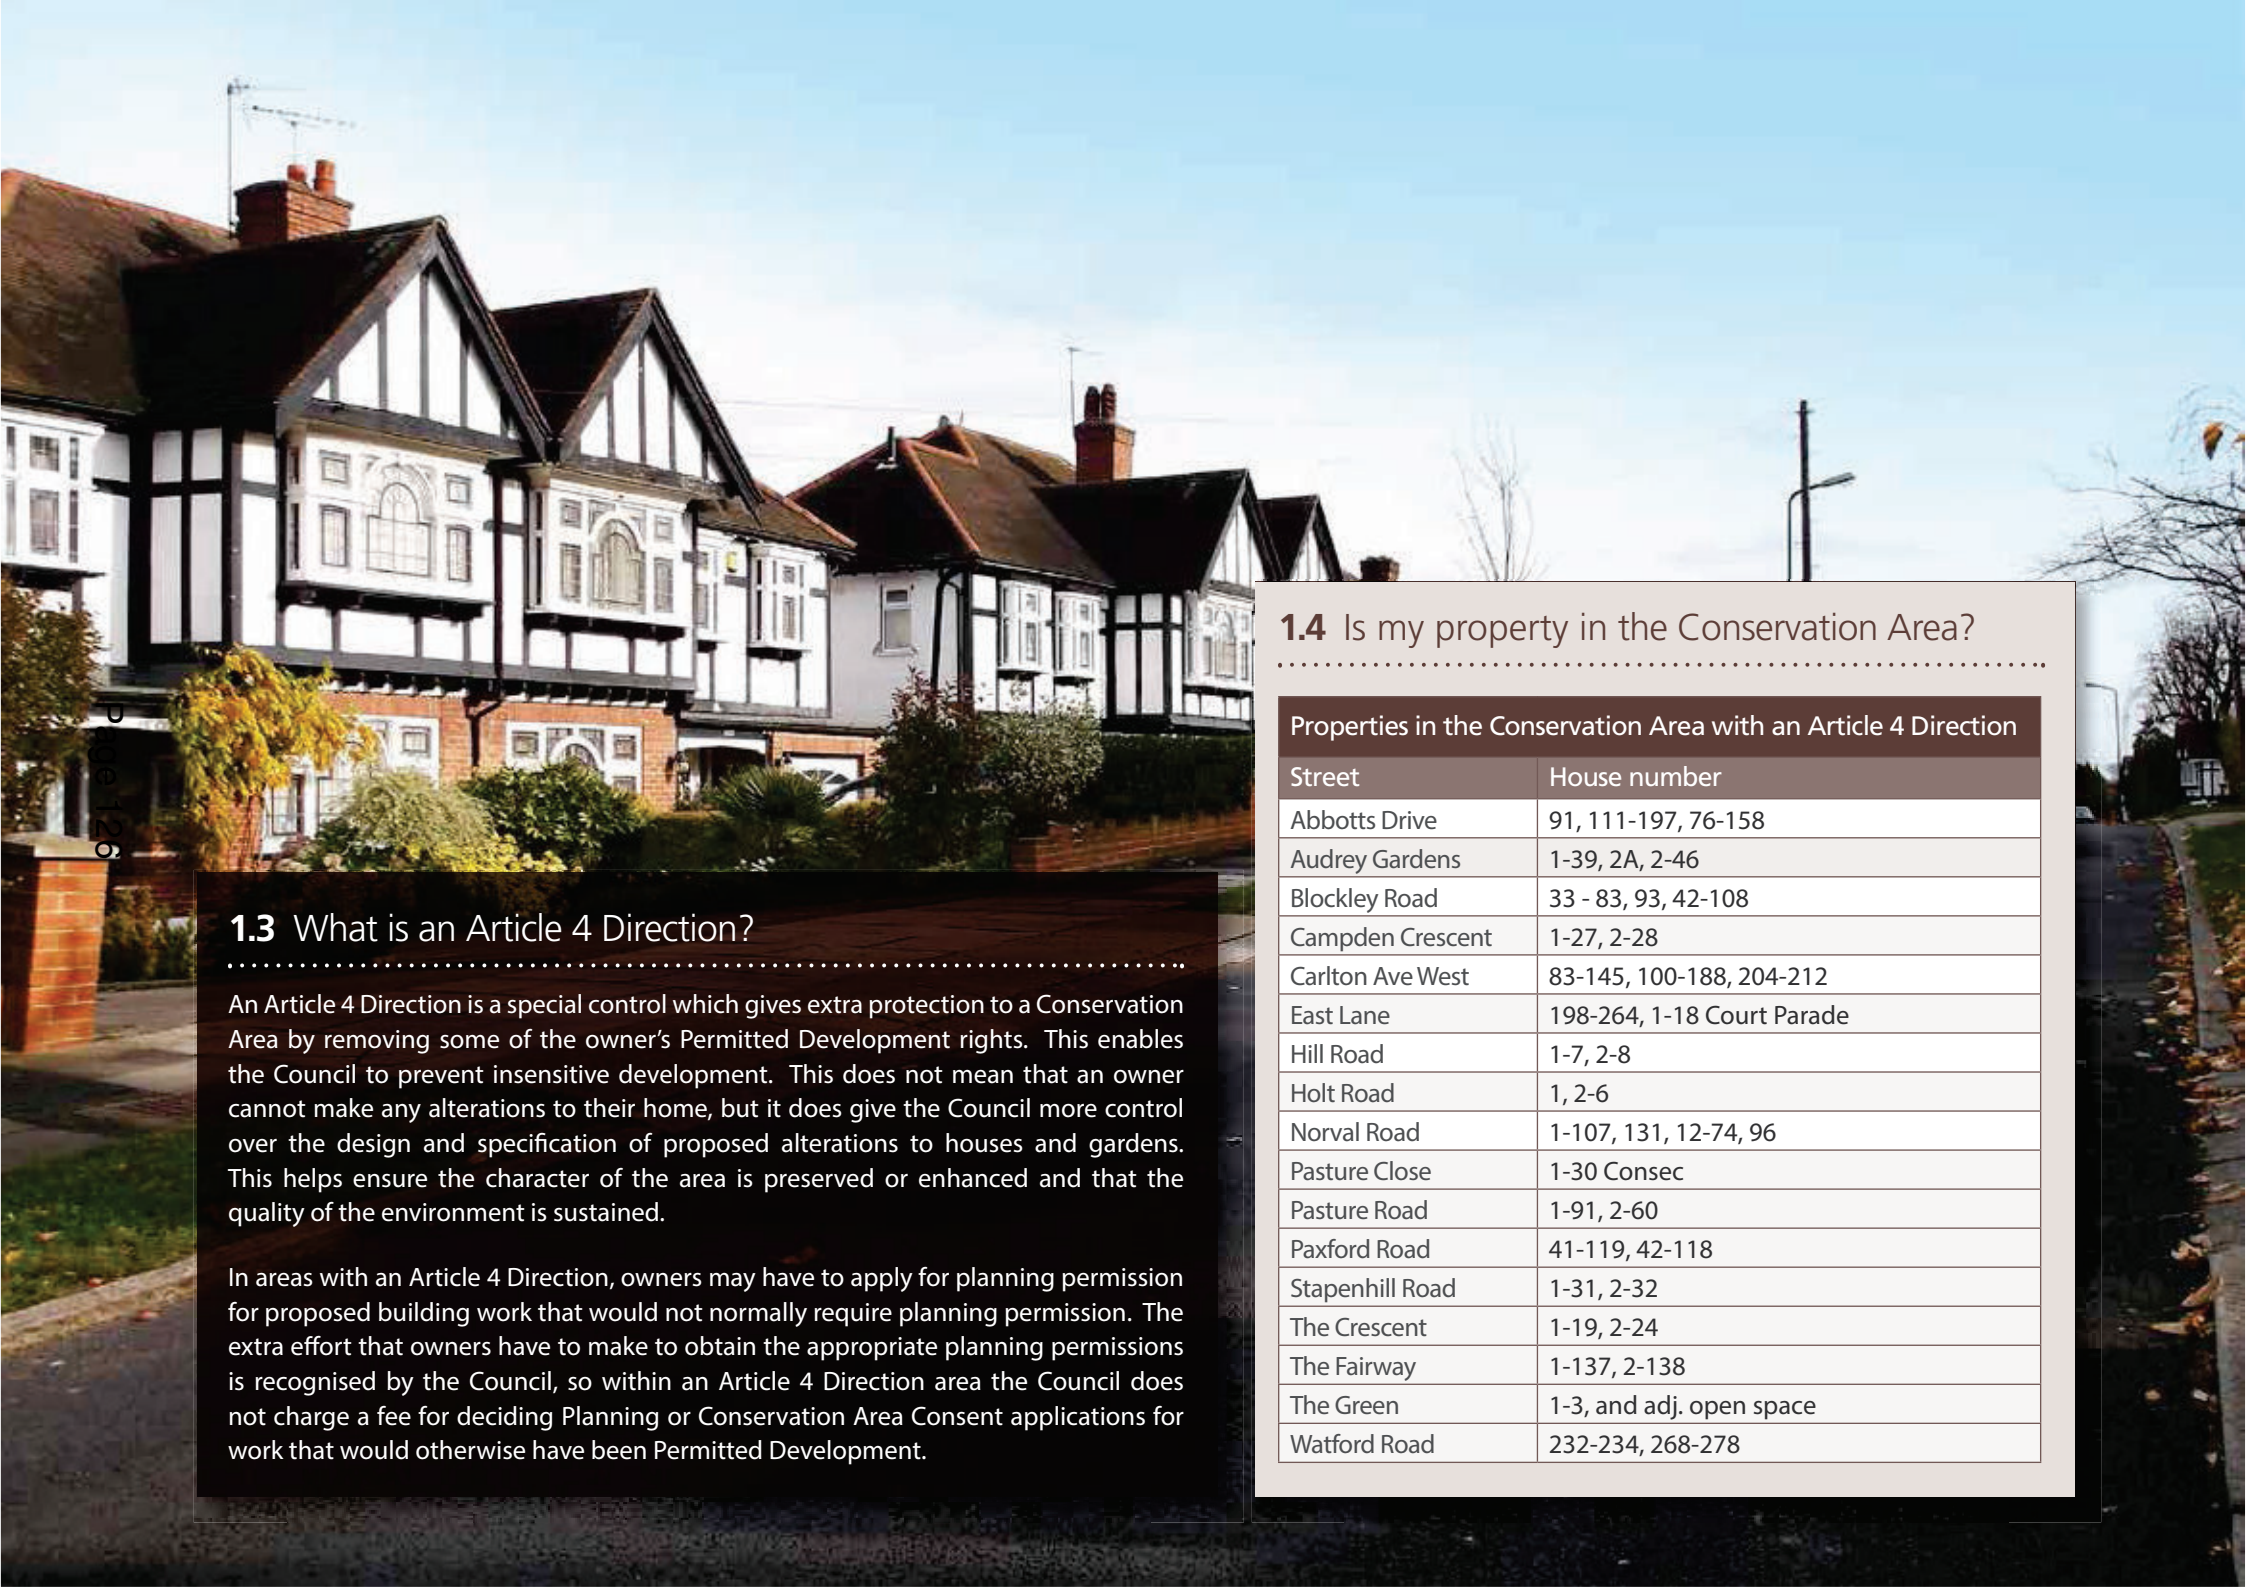 Page 126
1.3 What is an Article 4 Direction?
An Article 4 Direction is a special control which gives extra protection to a Conservation
Area by removing some of the owner's Permitted Development rights. This enables
the Council to prevent insensitive development. This does not mean that an owner
cannot make any alterations to their home, but it does give the Council more control
over the design and specification of proposed alterations to houses and gardens.
This helps ensure the character of the area is preserved or enhanced and that the
quality of the environment is sustained.
In areas with an Article 4 Direction, owners may have to apply for planning permission
for proposed building work that would not normally require planning permission. The
extra effort that owners have to make to obtain the appropriate planning permissions
is recognised by the Council, so within an Article 4 Direction area the Council does
not charge a fee for deciding Planning or Conservation Area Consent applications for
work that would otherwise have been Permitted Development.
1.4 Is my property in the Conservation Area?
Properties in the Conservation Area with an Article 4 Direction
Street House number
Abbotts Drive 91, 111-197, 76-158
Audrey Gardens 1-39, 2A, 2-46
Blockley Road 33 - 83, 93, 42-108
Campden Crescent 1-27, 2-28
Carlton Ave West 83-145, 100-188, 204-212
East Lane 198-264, 1-18 Court Parade
Hill Road 1-7, 2-8
Holt Road 1, 2-6
Norval Road 1-107, 131, 12-74, 96
Pasture Close 1-30 Consec
Pasture Road 1-91, 2-60
Paxford Road 41-119, 42-118
Stapenhill Road 1-31, 2-32
The Crescent 1-19, 2-24
The Fairway 1-137, 2-138
The Green 1-3, and adj. open space
Watford Road 232-234, 268-278